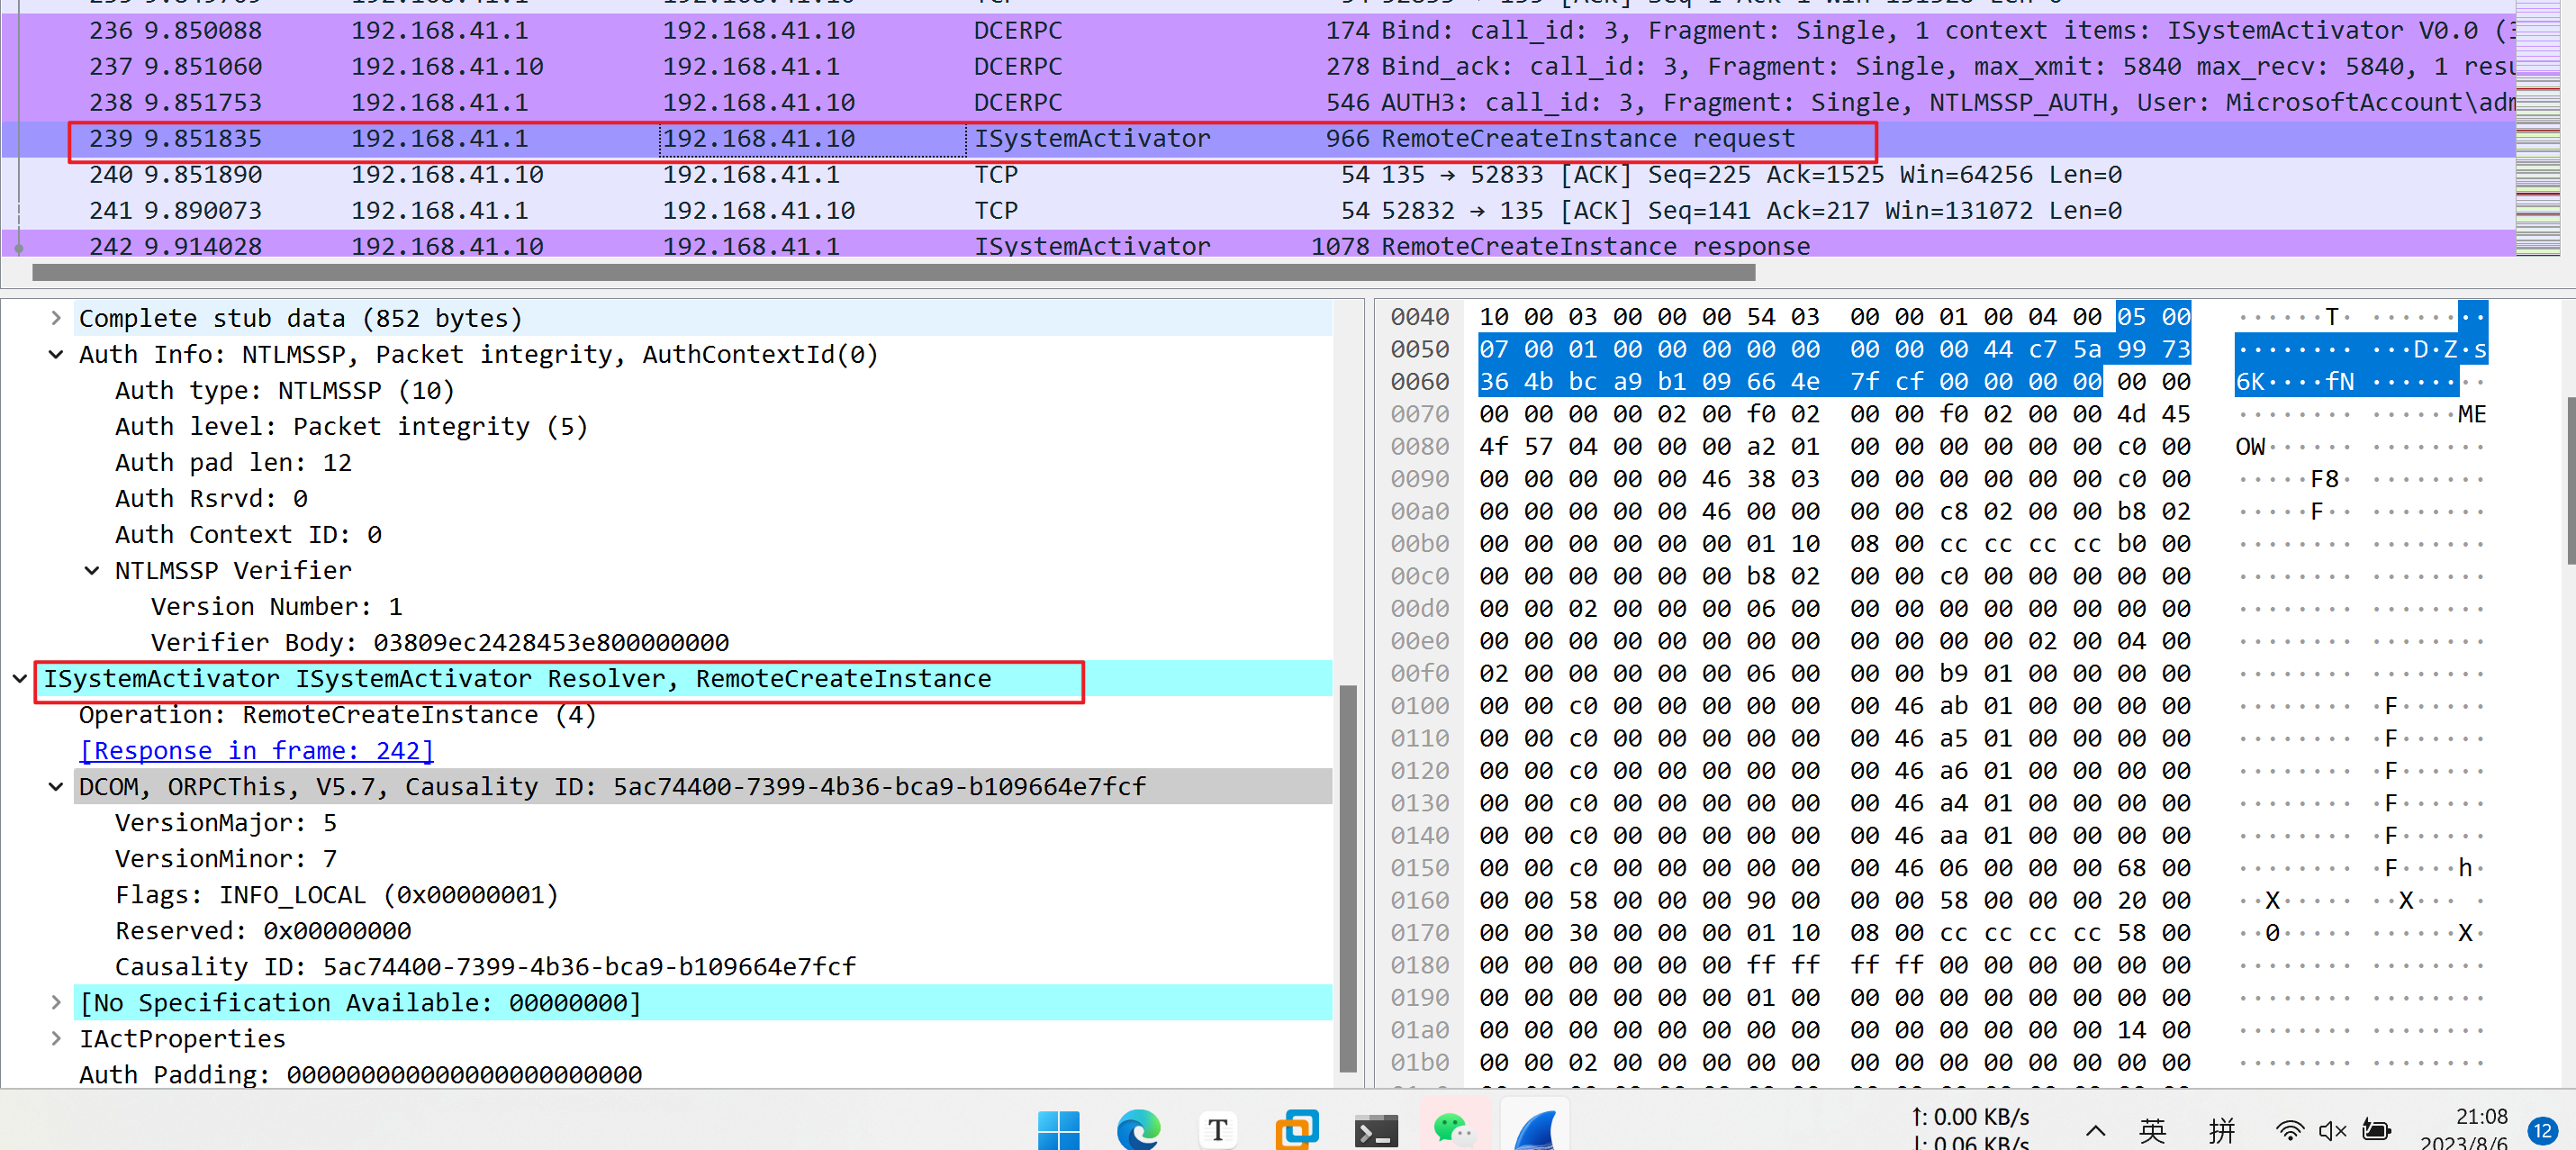 236 9.850088 192.168.41.1 192.168.41.10 DCERPC 174 Bind: call_id: 3, Fragment: Single, 1 context items: ISystemActivator V0.0 (3
237 9.851060 192.168.41.10 192.168.41.1 DCERPC 278 Bind_ack: call_id: 3, Fragment: Single, max_xmit: 5840 max_recv: 5840, 1 resu
238 9.851753 192.168.41.1 192.168.41.10 DCERPC 546 AUTH3: call_id: 3, Fragment: Single, NTLMSSP_AUTH, User: MicrosoftAccount\adm
239 9.851835 192.168.41.1 192.168.41.10 ISystemActivator 966 RemoteCreateInstance request
240 9.851890 192.168.41.10 192.168.41.1 TCP 54 135 → 52833 [ACK] Seq=225 Ack=1525 Win=64256 Len=0
241 9.890073 192.168.41.1 192.168.41.10 TCP 54 52832 → 135 [ACK] Seq=141 Ack=217 Win=131072 Len=0
242 9.914028 192.168.41.10 192.168.41.1 ISystemActivator 1078 RemoteCreateInstance response
Complete stub data (852 bytes)
Auth Info: NTLMSSP, Packet integrity, AuthContextId(0)
Auth type: NTLMSSP (10)
Auth level: Packet integrity (5)
Auth pad len: 12
Auth Rsrvd: 0
Auth Context ID: 0
NTLMSSP Verifier
Version Number: 1
Verifier Body: 03809ec2428453e800000000
ISystemActivator ISystemActivator Resolver, RemoteCreateInstance
Operation: RemoteCreateInstance (4)
[Response in frame: 242]
DCOM, ORPCThis, V5.7, Causality ID: 5ac74400-7399-4b36-bca9-b109664e7fcf
VersionMajor: 5
VersionMinor: 7
Flags: INFO_LOCAL (0x00000001)
Reserved: 0x00000000
Causality ID: 5ac74400-7399-4b36-bca9-b109664e7fcf
[No Specification Available: 00000000]
IActProperties
Auth Padding: 000000000000000000000000
0040 10 00 03 00 00 00 54 03 00 00 01 00 04 00 05 00 ······T· ········
0050 07 00 01 00 00 00 00 00 00 00 00 44 c7 5a 99 73 ········ ···D·Z·s
0060 36 4b bc a9 b1 09 66 4e 7f cf 00 00 00 00 00 00 6K····fN ········
0070 00 00 00 00 02 00 f0 02 00 00 f0 02 00 00 4d 45 ········ ······ME
0080 4f 57 04 00 00 00 a2 01 00 00 00 00 00 00 c0 00 OW······ ········
0090 00 00 00 00 00 46 38 03 00 00 00 00 00 00 c0 00 ·····F8· ········
00a0 00 00 00 00 00 46 00 00 00 00 c8 02 00 00 b8 02 ·····F·· ········
00b0 00 00 00 00 00 00 01 10 08 00 cc cc cc cc b0 00 ········ ········
00c0 00 00 00 00 00 00 b8 02 00 00 c0 00 00 00 00 00 ········ ········
00d0 00 00 02 00 00 00 06 00 00 00 00 00 00 00 00 00 ········ ········
00e0 00 00 00 00 00 00 00 00 00 00 00 00 02 00 04 00 ········ ········
00f0 02 00 00 00 00 00 06 00 00 00 b9 01 00 00 00 00 ········ ········
0100 00 00 c0 00 00 00 00 00 00 46 ab 01 00 00 00 00 ········ ·F······
0110 00 00 c0 00 00 00 00 00 00 46 a5 01 00 00 00 00 ········ ·F······
0120 00 00 c0 00 00 00 00 00 00 46 a6 01 00 00 00 00 ········ ·F······
0130 00 00 c0 00 00 00 00 00 00 46 a4 01 00 00 00 00 ········ ·F······
0140 00 00 c0 00 00 00 00 00 00 46 aa 01 00 00 00 00 ········ ·F······
0150 00 00 c0 00 00 00 00 00 00 46 06 00 00 00 68 00 ········ ·F····h·
0160 00 00 58 00 00 00 90 00 00 00 58 00 00 00 20 00 ··X····· ··X··· ·
0170 00 00 30 00 00 00 01 10 08 00 cc cc cc cc 58 00 ··0····· ······X·
0180 00 00 00 00 00 00 ff ff ff ff 00 00 00 00 00 00 ········ ········
0190 00 00 00 00 00 00 01 00 00 00 00 00 00 00 00 00 ········ ········
01a0 00 00 00 00 00 00 00 00 00 00 00 00 00 00 14 00 ········ ········
01b0 00 00 02 00 00 00 00 00 00 00 00 00 00 00 00 00 ········ ········
T
↑: 0.00 KB/s
↓: 0.06 KB/s
英
拼
21:08
2023/8/6
12